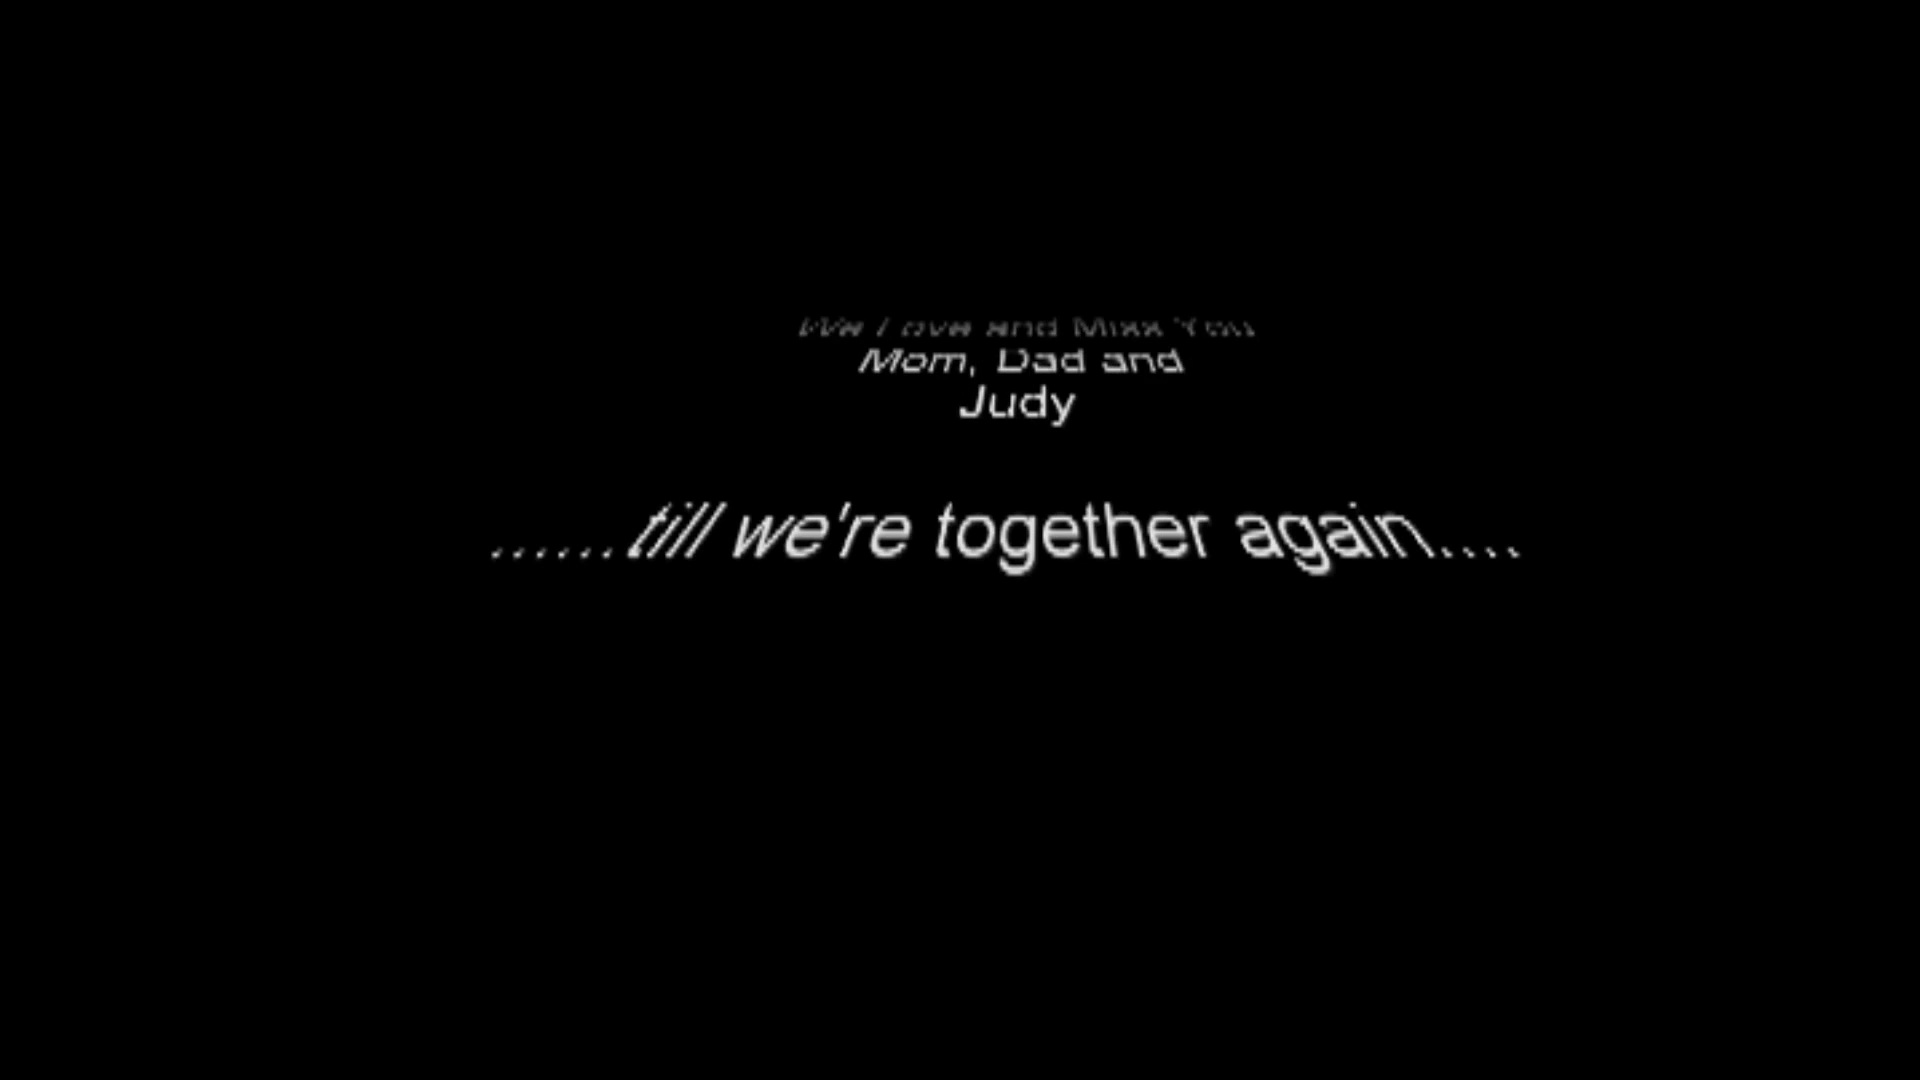 We Love and Miss You
Mom, Dad and
Judy
......till we're together again....